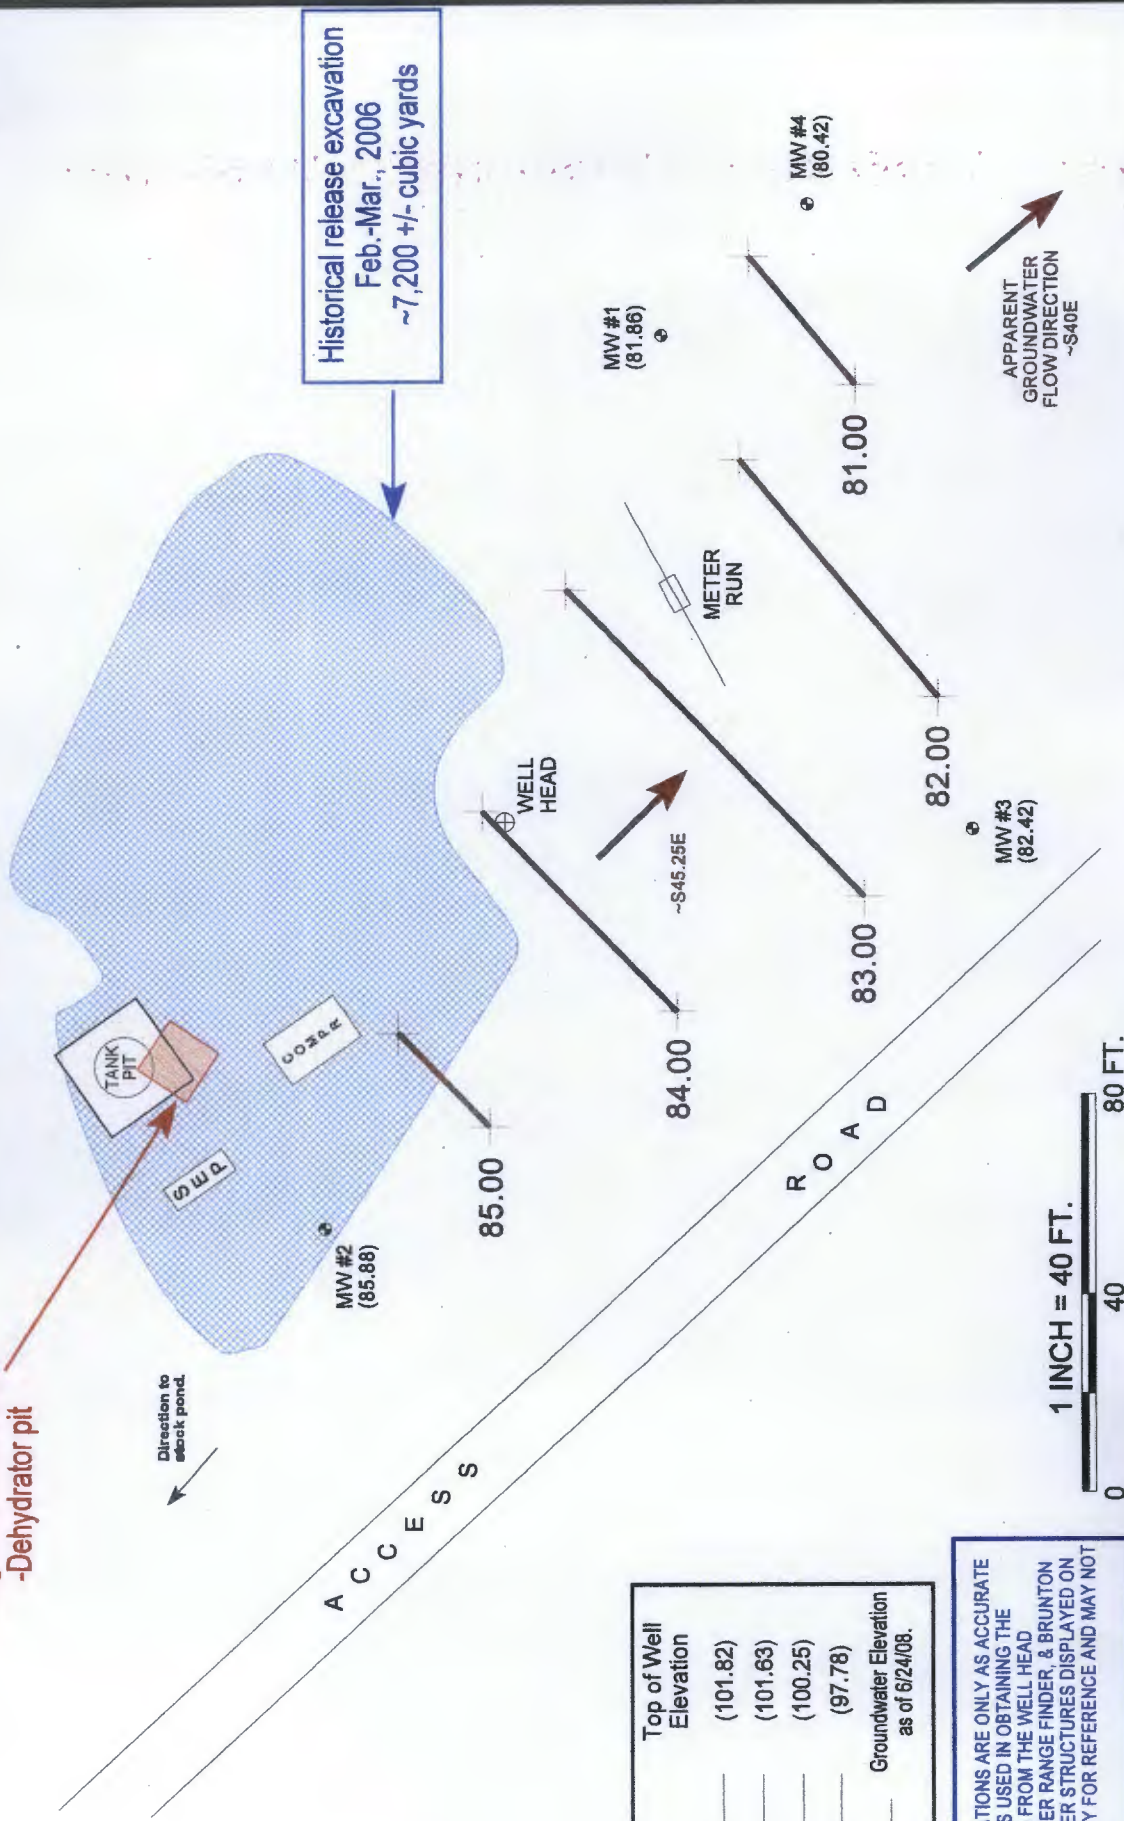 -Dehydrator pit
Historical release excavation
Feb.-Mar., 2006
~7,200 +/- cubic yards
Direction to
stock pond.
TANK
PIT
SEP
COMPR
MW #2
(85.88)
85.00
WELL
HEAD
84.00
~S45.25E
83.00
METER
RUN
MW #1
(81.86)
82.00
81.00
MW #3
(82.42)
MW #4
(80.42)
APPARENT
GROUNDWATER
FLOW DIRECTION
~S40E
ACCESS ROAD
1 INCH = 40 FT.
0 40 80 FT.
Top of Well
Elevation
(101.82)
(101.63)
(100.25)
(97.78)
Groundwater Elevation
as of 6/24/08.
TIONS ARE ONLY AS ACCURATE
S USED IN OBTAINING THE
FROM THE WELL HEAD
ER RANGE FINDER, & BRUNTON
ER STRUCTURES DISPLAYED ON
Y FOR REFERENCE AND MAY NOT